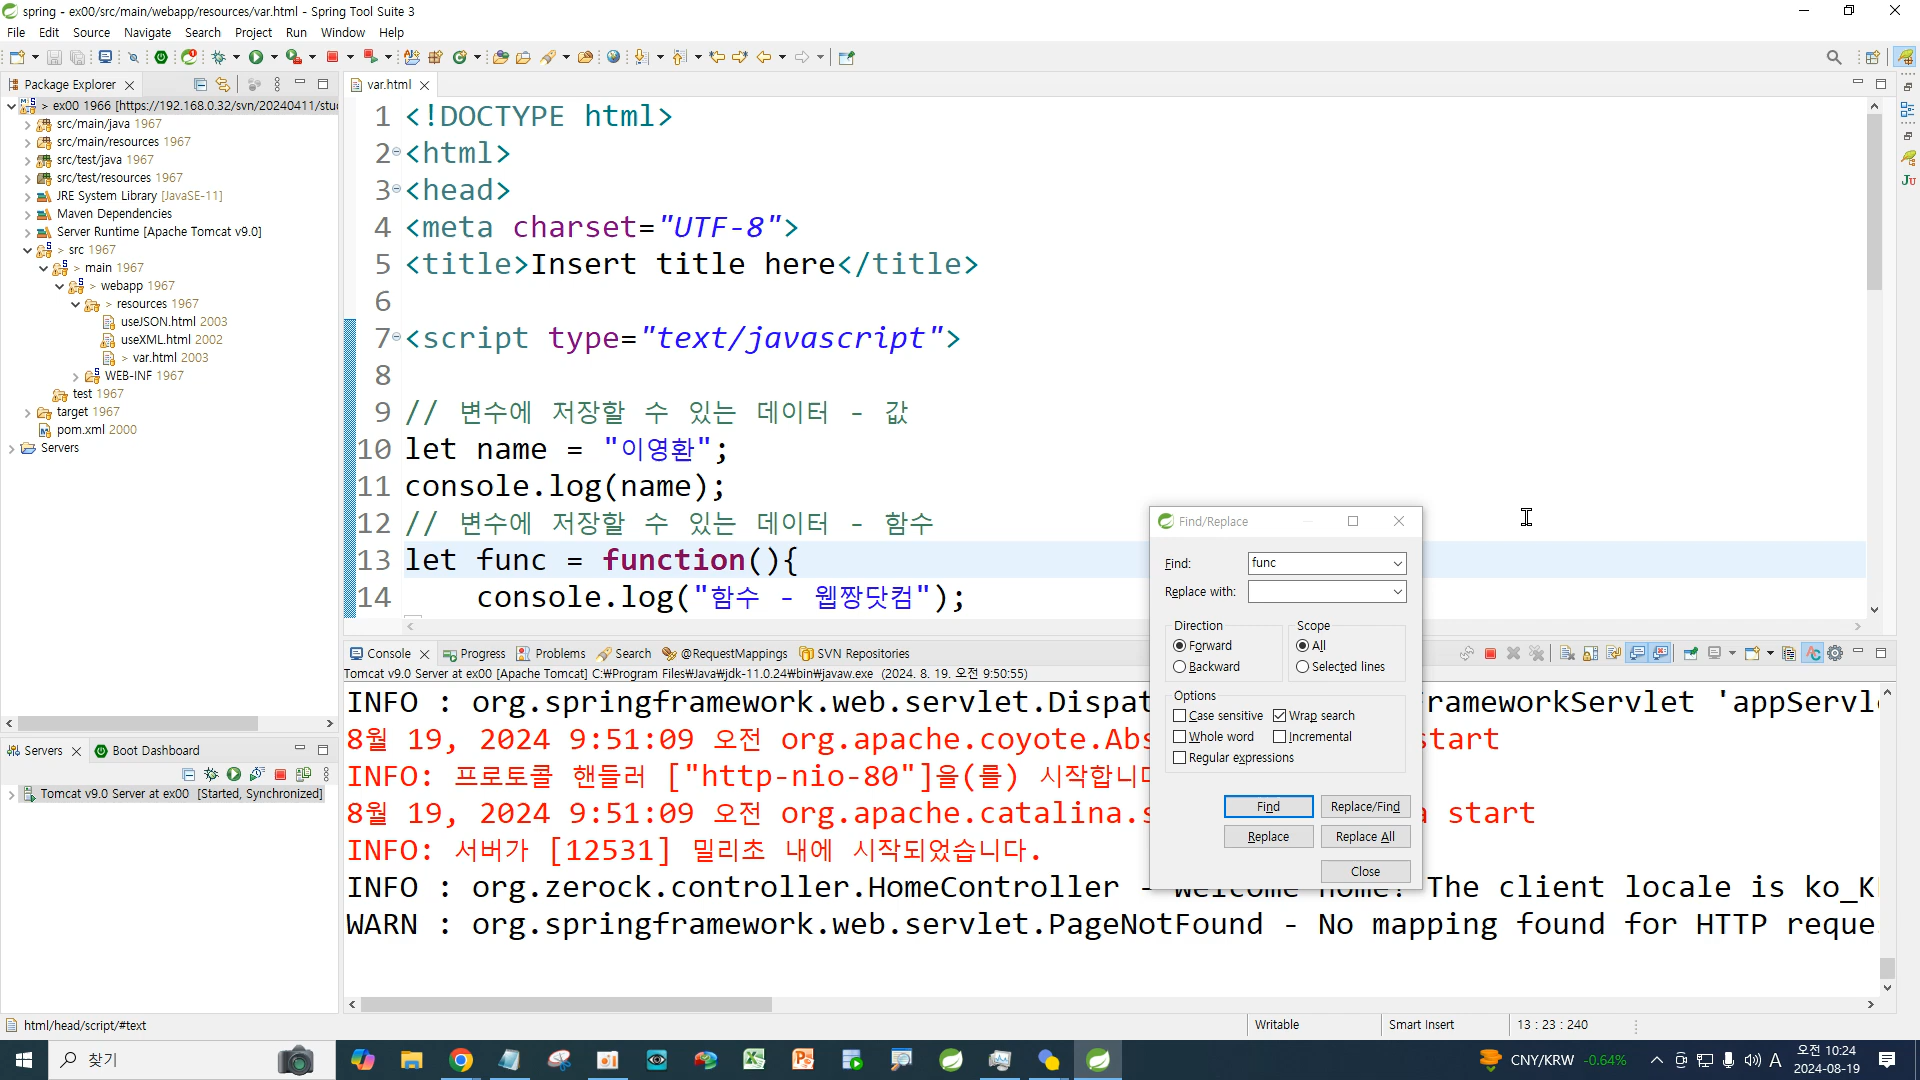 spring - ex00/src/main/webapp/resources/var.html - Spring Tool Suite 3
File Edit Source Navigate Search Project Run Window Help
Package Explorer
> ex00 1966 [https://192.168.0.32/svn/20240411/stu
src/main/java 1967
src/main/resources 1967
src/test/java 1967
src/test/resources 1967
JRE System Library [JavaSE-11]
Maven Dependencies
Server Runtime [Apache Tomcat v9.0]
> src 1967
> main 1967
> webapp 1967
> resources 1967
useJSON.html 2003
useXML.html 2002
> var.html 2003
WEB-INF 1967
test 1967
target 1967
pom.xml 2000
Servers
var.html
1 <!DOCTYPE html>
2 <html>
3 <head>
4 <meta charset="UTF-8">
5 <title>Insert title here</title>
6
7 <script type="text/javascript">
8
9 // 변수에 저장할 수 있는 데이터 - 값
10 let name = "이영환";
11 console.log(name);
12 // 변수에 저장할 수 있는 데이터 - 함수
13 let func = function(){
14 console.log("함수 - 웹짱닷컴");
Find/Replace
Find: func
Replace with:
Direction
Forward
Backward
Scope
All
Selected lines
Options
Case sensitive Wrap search
Whole word Incremental
Regular expressions
Find Replace/Find
Replace Replace All
Close
Servers Boot Dashboard
Tomcat v9.0 Server at ex00 [Started, Synchronized]
Console Progress Problems Search @RequestMappings SVN Repositories
Tomcat v9.0 Server at ex00 [Apache Tomcat] C:₩Program Files₩Java₩jdk-11.0.24₩bin₩javaw.exe (2024. 8. 19. 오전 9:50:55)
INFO : org.springframework.web.servlet.Dispat rameworkServlet 'appServl
8월 19, 2024 9:51:09 오전 org.apache.coyote.Abs start
INFO: 프로토콜 핸들러 ["http-nio-80"]을(를) 시작합니다
8월 19, 2024 9:51:09 오전 org.apache.catalina.s a start
INFO: 서버가 [12531] 밀리초 내에 시작되었습니다.
INFO : org.zerock.controller.HomeController - Welcome home! The client locale is ko_K
WARN : org.springframework.web.servlet.PageNotFound - No mapping found for HTTP reque
html/head/script/#text
Writable
Smart Insert
13 : 23 : 240
찾기
CNY/KRW -0.64%
A
오전 10:24
2024-08-19